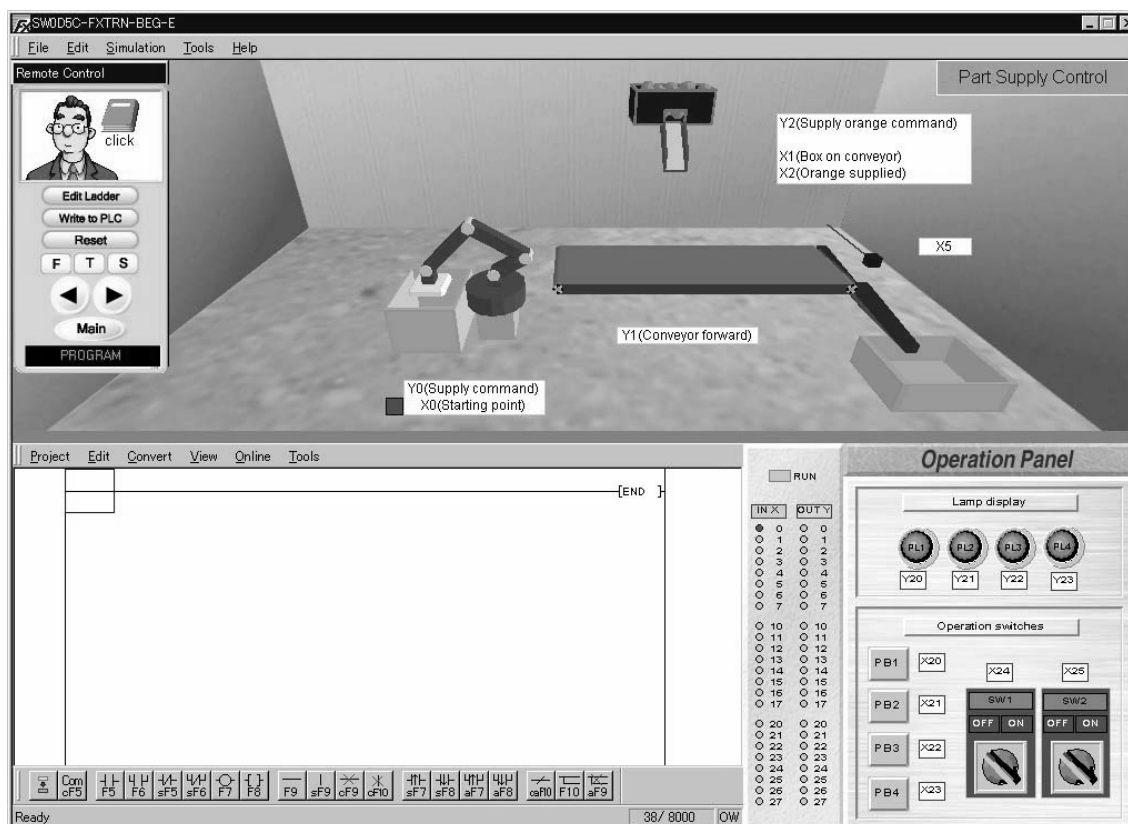 SW0D5C-FXTRN-BEG-E
File Edit Simulation Tools Help
Remote Control
click
Edit Ladder
Write to PLC
Reset
F T S
Main
PROGRAM
Part Supply Control
Y2(Supply orange command)
X1(Box on conveyor)
X2(Orange supplied)
X5
Y1(Conveyor forward)
Y0(Supply command)
X0(Starting point)
Project Edit Convert View Online Tools
END
RUN
IN X OUT Y
0 0
1 1
2 2
3 3
4 4
5 5
6 6
7 7
10 10
11 11
12 12
13 13
14 14
15 15
16 16
17 17
20 20
21 21
22 22
23 23
24 24
25 25
26 26
27 27
Operation Panel
Lamp display
PL1 PL2 PL3 PL4
Y20 Y21 Y22 Y23
Operation switches
PB1 X20
PB2 X21
PB3 X22
PB4 X23
X24 X25
SW1 SW2
OFF ON OFF ON
Com
cF5 F5 F6 sF5 sF6 F7 F8 F9 sF9 cF9 cF10 sF7 sF8 aF7 aF8 caF10 F10 aF9
Ready 38/ 8000 OW